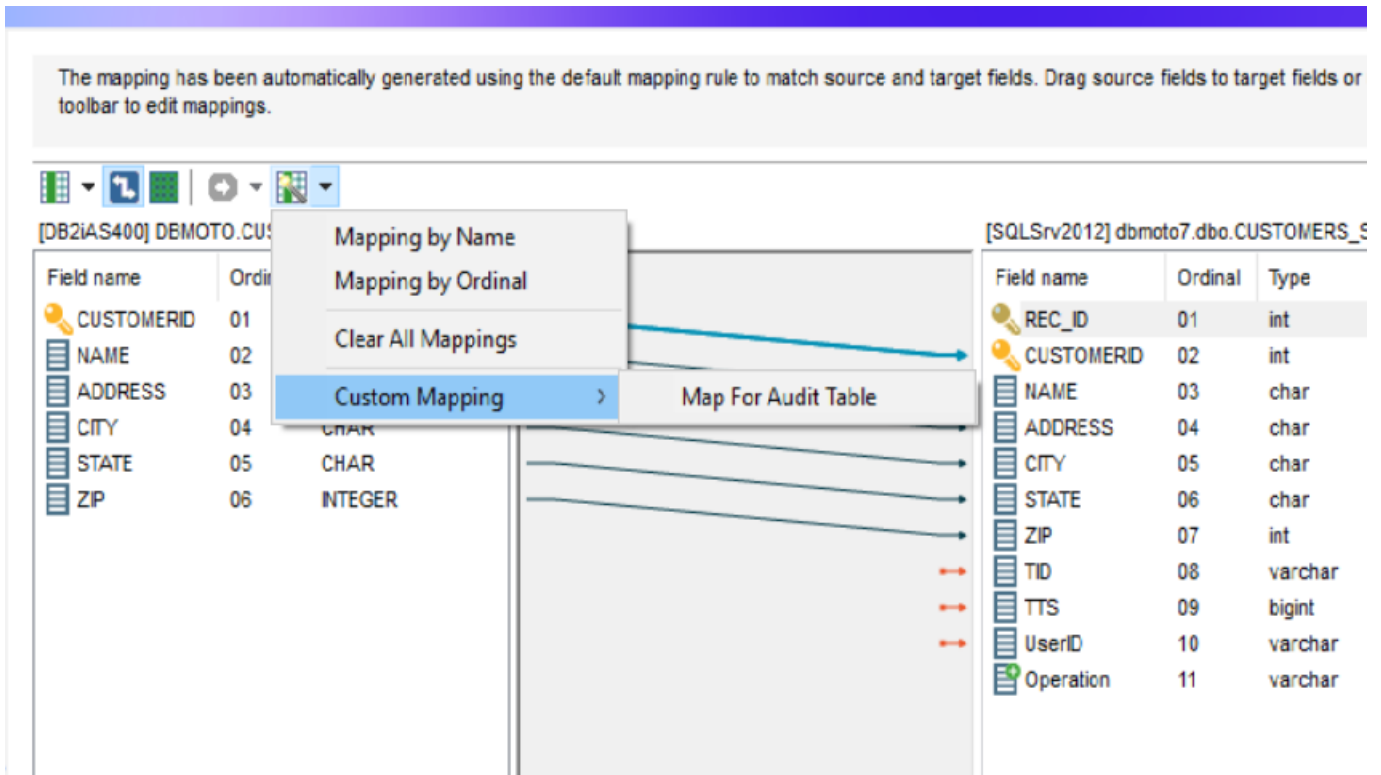 The mapping has been automatically generated using the default mapping rule to match source and target fields. Drag source fields to target fields or
toolbar to edit mappings.
[DB2iAS400] DBMOTO.CUS
[SQLSrv2012] dbmoto7.dbo.CUSTOMERS_S
Mapping by Name
Mapping by Ordinal
Clear All Mappings
Custom Mapping > Map For Audit Table
Field name Ordin
CUSTOMERID 01
NAME 02
ADDRESS 03
CITY 04 CHAR
STATE 05 CHAR
ZIP 06 INTEGER
Field name Ordinal Type
REC_ID 01 int
CUSTOMERID 02 int
NAME 03 char
ADDRESS 04 char
CITY 05 char
STATE 06 char
ZIP 07 int
TID 08 varchar
TTS 09 bigint
UserID 10 varchar
Operation 11 varchar